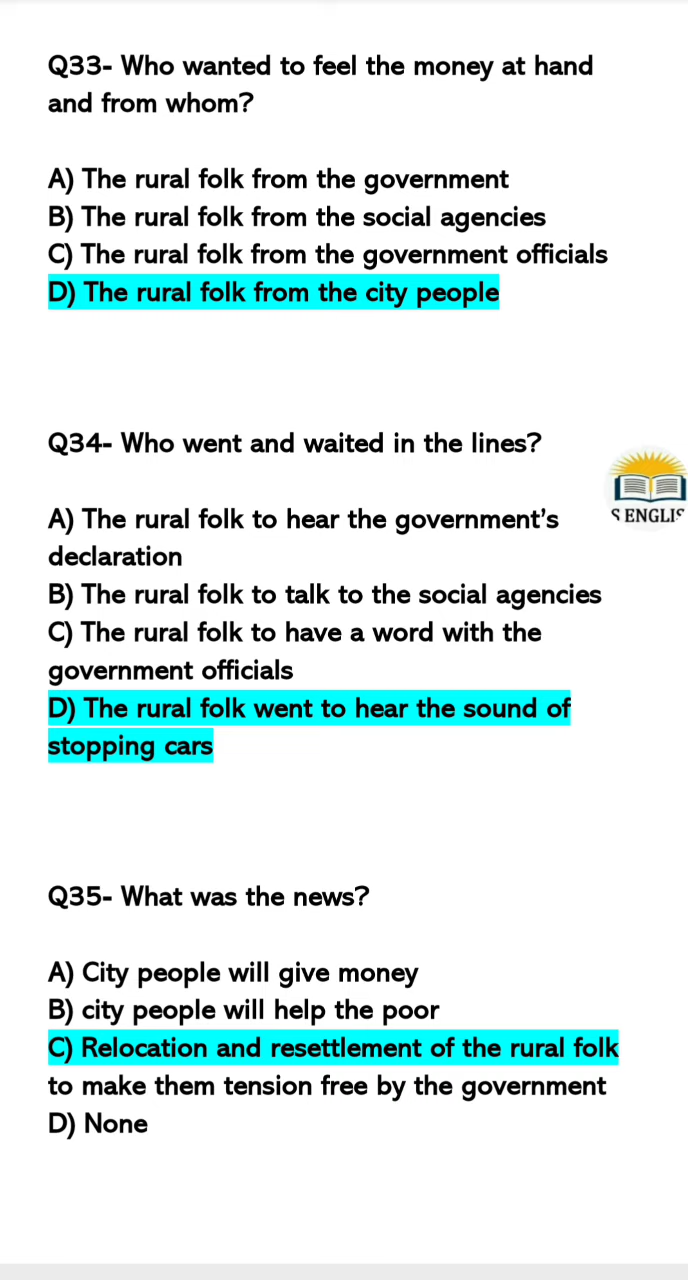 Q33- Who wanted to feel the money at hand
and from whom?
A) The rural folk from the government
B) The rural folk from the social agencies
C) The rural folk from the government officials
D) The rural folk from the city people
Q34- Who went and waited in the lines?
A) The rural folk to hear the government's
declaration
B) The rural folk to talk to the social agencies
C) The rural folk to have a word with the
government officials
D) The rural folk went to hear the sound of
stopping cars
S ENGLIS
Q35- What was the news?
A) City people will give money
B) city people will help the poor
C) Relocation and resettlement of the rural folk
to make them tension free by the government
D) None